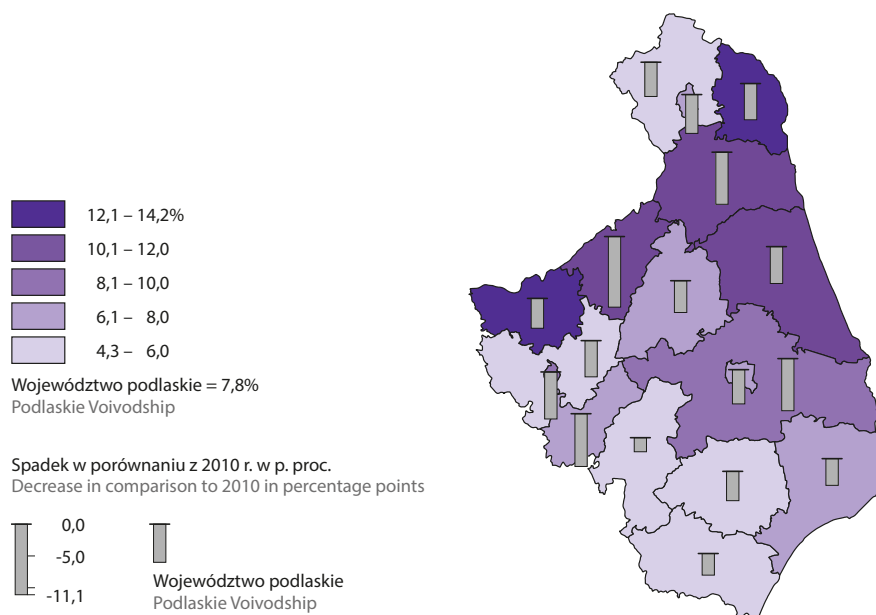 12,1 – 14,2%
10,1 – 12,0
8,1 – 10,0
6,1 – 8,0
4,3 – 6,0
Województwo podlaskie = 7,8%
Podlaskie Voivodship
Spadek w porównaniu z 2010 r. w p. proc.
Decrease in comparison to 2010 in percentage points
0,0
-5,0
-11,1
Województwo podlaskie
Podlaskie Voivodship